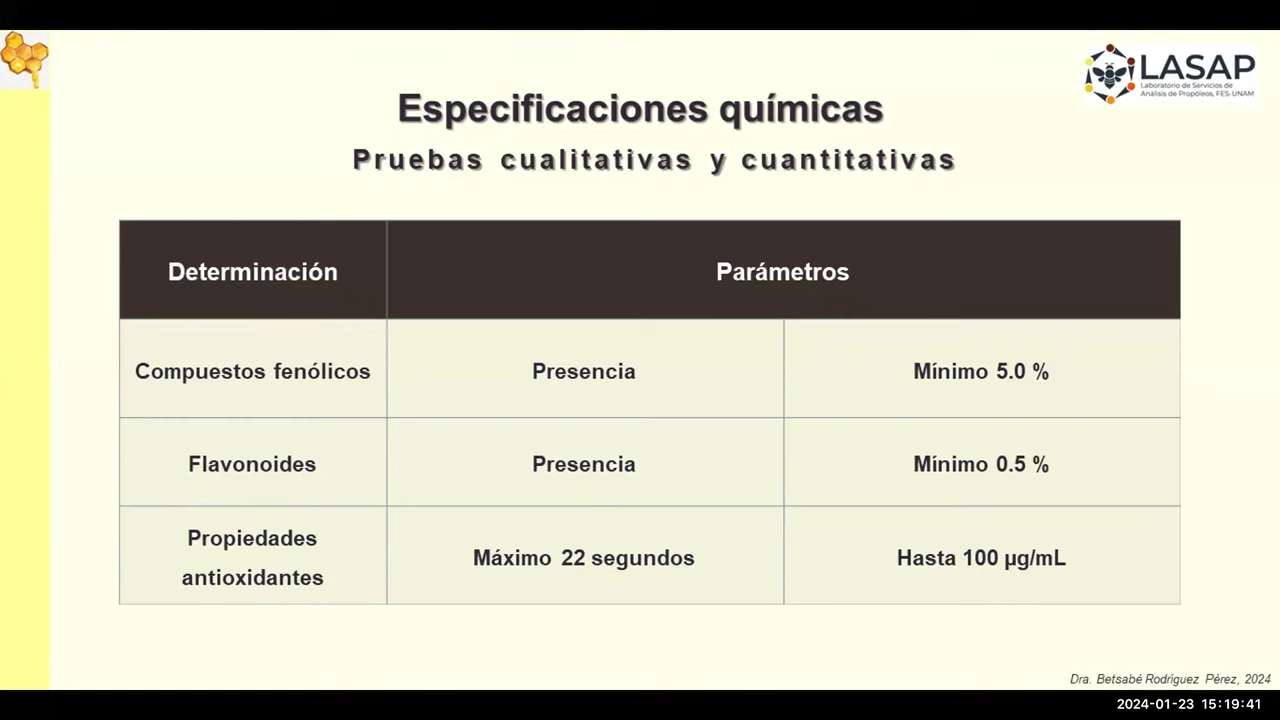 LASAP
Laboratorio de Servicios de
Análisis de Propóleos, FES-UNAM
Especificaciones químicas
Pruebas cualitativas y cuantitativas
Determinación Parámetros
Compuestos fenólicos Presencia Mínimo 5.0 %
Flavonoides Presencia Mínimo 0.5 %
Propiedades
antioxidantes Máximo 22 segundos Hasta 100 µg/mL
Dra. Betsabé Rodriguez Pérez, 2024
2024-01-23 15:19:41